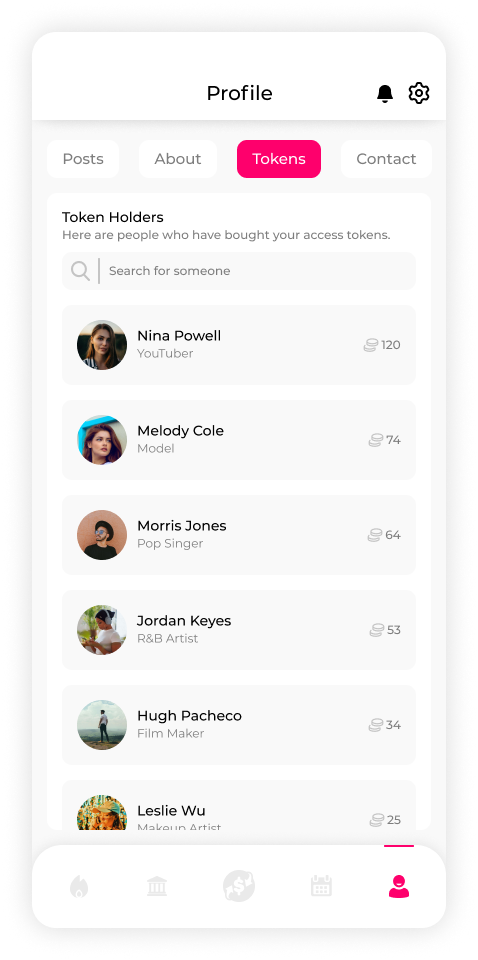 Profile
Posts
About
Tokens
Contact
Token Holders
Here are people who have bought your access tokens.
Search for someone
Nina Powell
YouTuber
120
Melody Cole
Model
74
Morris Jones
Pop Singer
64
Jordan Keyes
R&B Artist
53
Hugh Pacheco
Film Maker
34
Leslie Wu
Makeup Artist
25
$